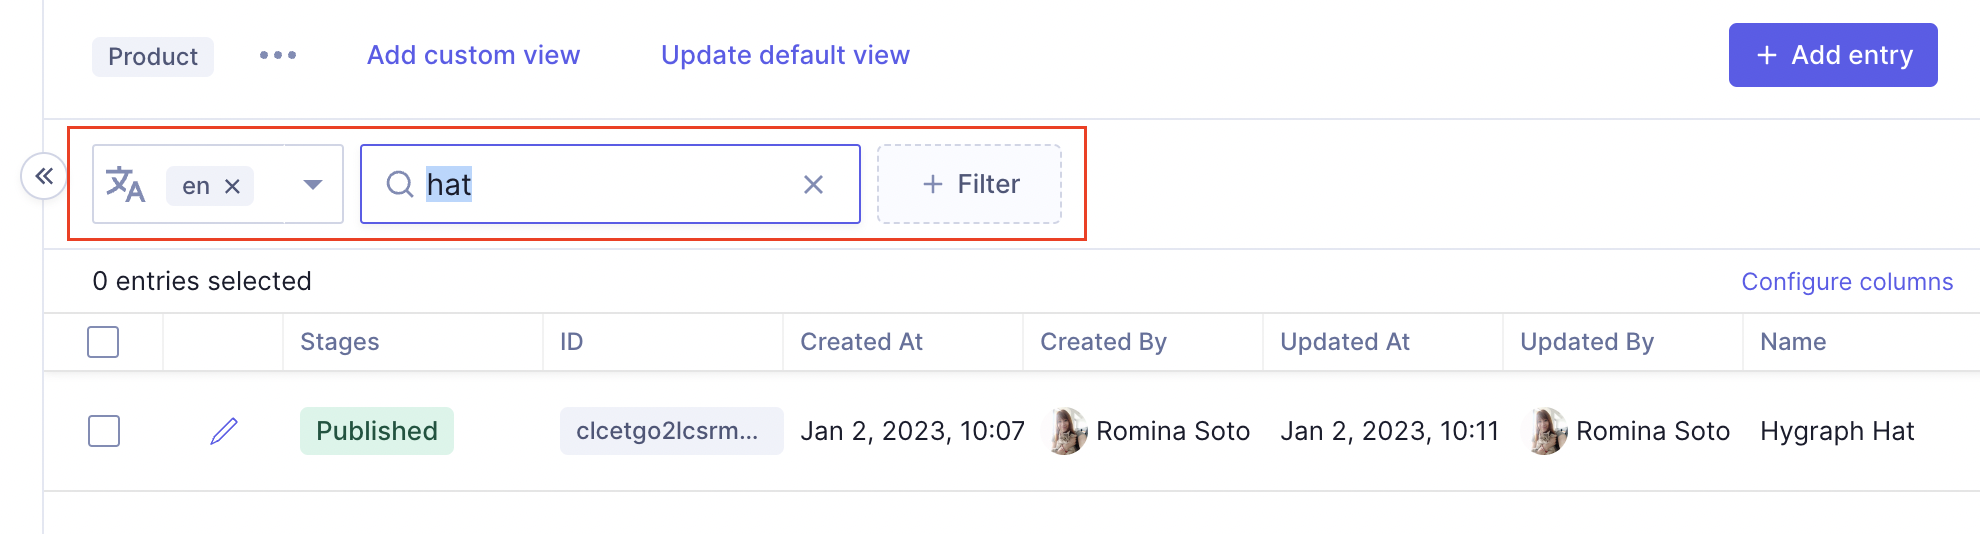 Product ••• Add custom view Update default view + Add entry
en × hat × + Filter
0 entries selected Configure columns
Stages ID Created At Created By Updated At Updated By Name
Published clcetgo2lcsrm... Jan 2, 2023, 10:07 Romina Soto Jan 2, 2023, 10:11 Romina Soto Hygraph Hat